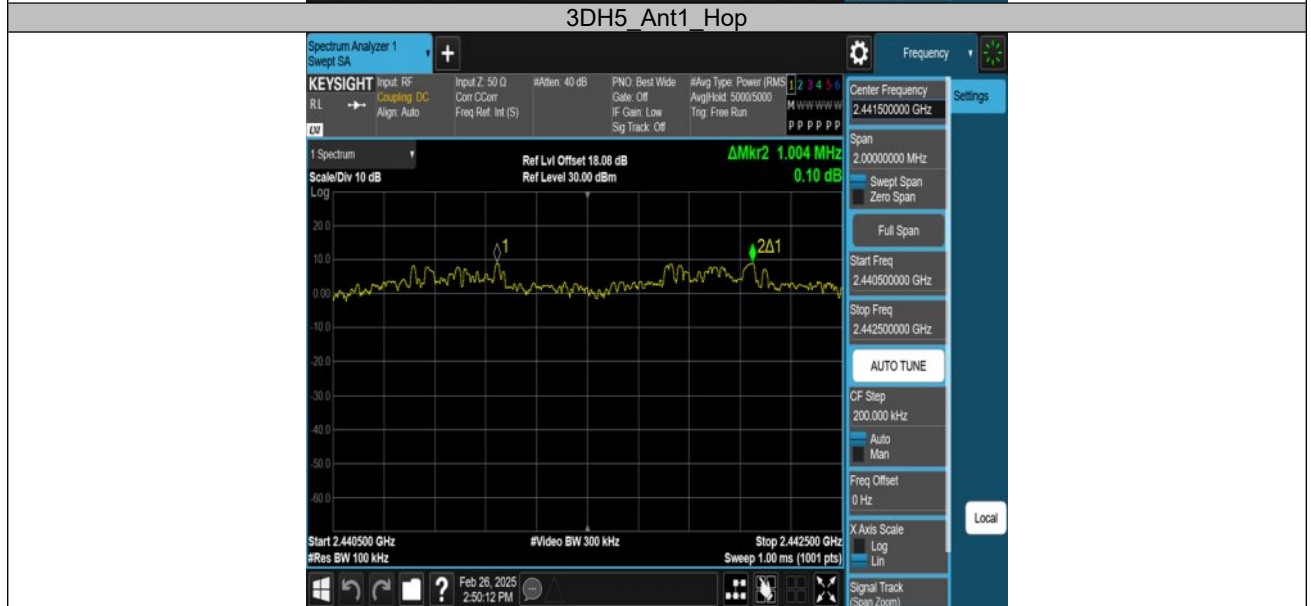 3DH5_Ant1_Hop
Spectrum Analyzer 1
Swept SA
+
Frequency
KEYSIGHT Input: RF
Coupling: DC
Align: Auto
RL
LXI
Input Z: 50 Ω
Corr CCorr
Freq Ref: Int (S)
#Atten: 40 dB
PNO: Best Wide
Gate: Off
IF Gain: Low
Sig Track: Off
#Avg Type: Power (RMS
Avg|Hold: 5000/5000
Trig: Free Run
1 2 3 4 5 6
M W W W W W
P P P P P P
Center Frequency
2.441500000 GHz
Settings
1 Spectrum
Scale/Div 10 dB
Log
Ref Lvl Offset 18.08 dB
Ref Level 30.00 dBm
ΔMkr2 1.004 MHz
0.10 dB
Span
2.00000000 MHz
Swept Span
Zero Span
Full Span
Start Freq
2.440500000 GHz
Stop Freq
2.442500000 GHz
AUTO TUNE
CF Step
200.000 kHz
Auto
Man
Freq Offset
0 Hz
X Axis Scale
Log
Lin
Signal Track
(Span Zoom)
Local
20.0
10.0
0.00
-10.0
-20.0
-30.0
-40.0
-50.0
-60.0
1
2Δ1
Start 2.440500 GHz
#Res BW 100 kHz
#Video BW 300 kHz
Stop 2.442500 GHz
Sweep 1.00 ms (1001 pts)
?
Feb 26, 2025
2:50:12 PM